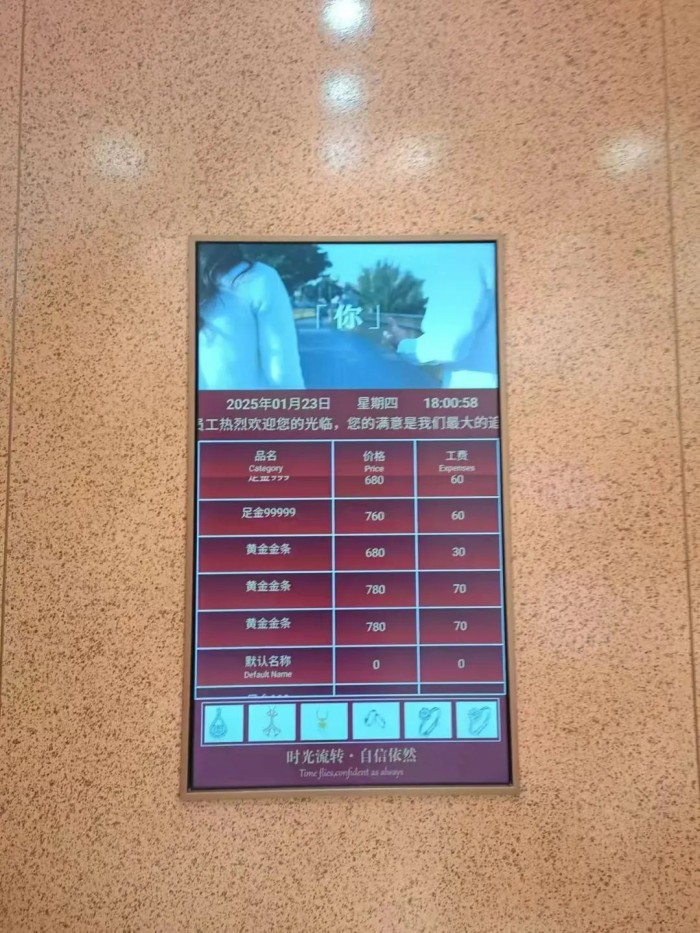 「你」
2025年01月23日 星期四 18:00:58
员工热烈欢迎您的光临，您的满意是我们最大的追
品名 价格 工费
Category Price Expenses
足金999 680 60
足金99999 760 60
黄金金条 680 30
黄金金条 780 70
黄金金条 780 70
默认名称 0 0
Default Name
时光流转·自信依然
Time flies,confident as always